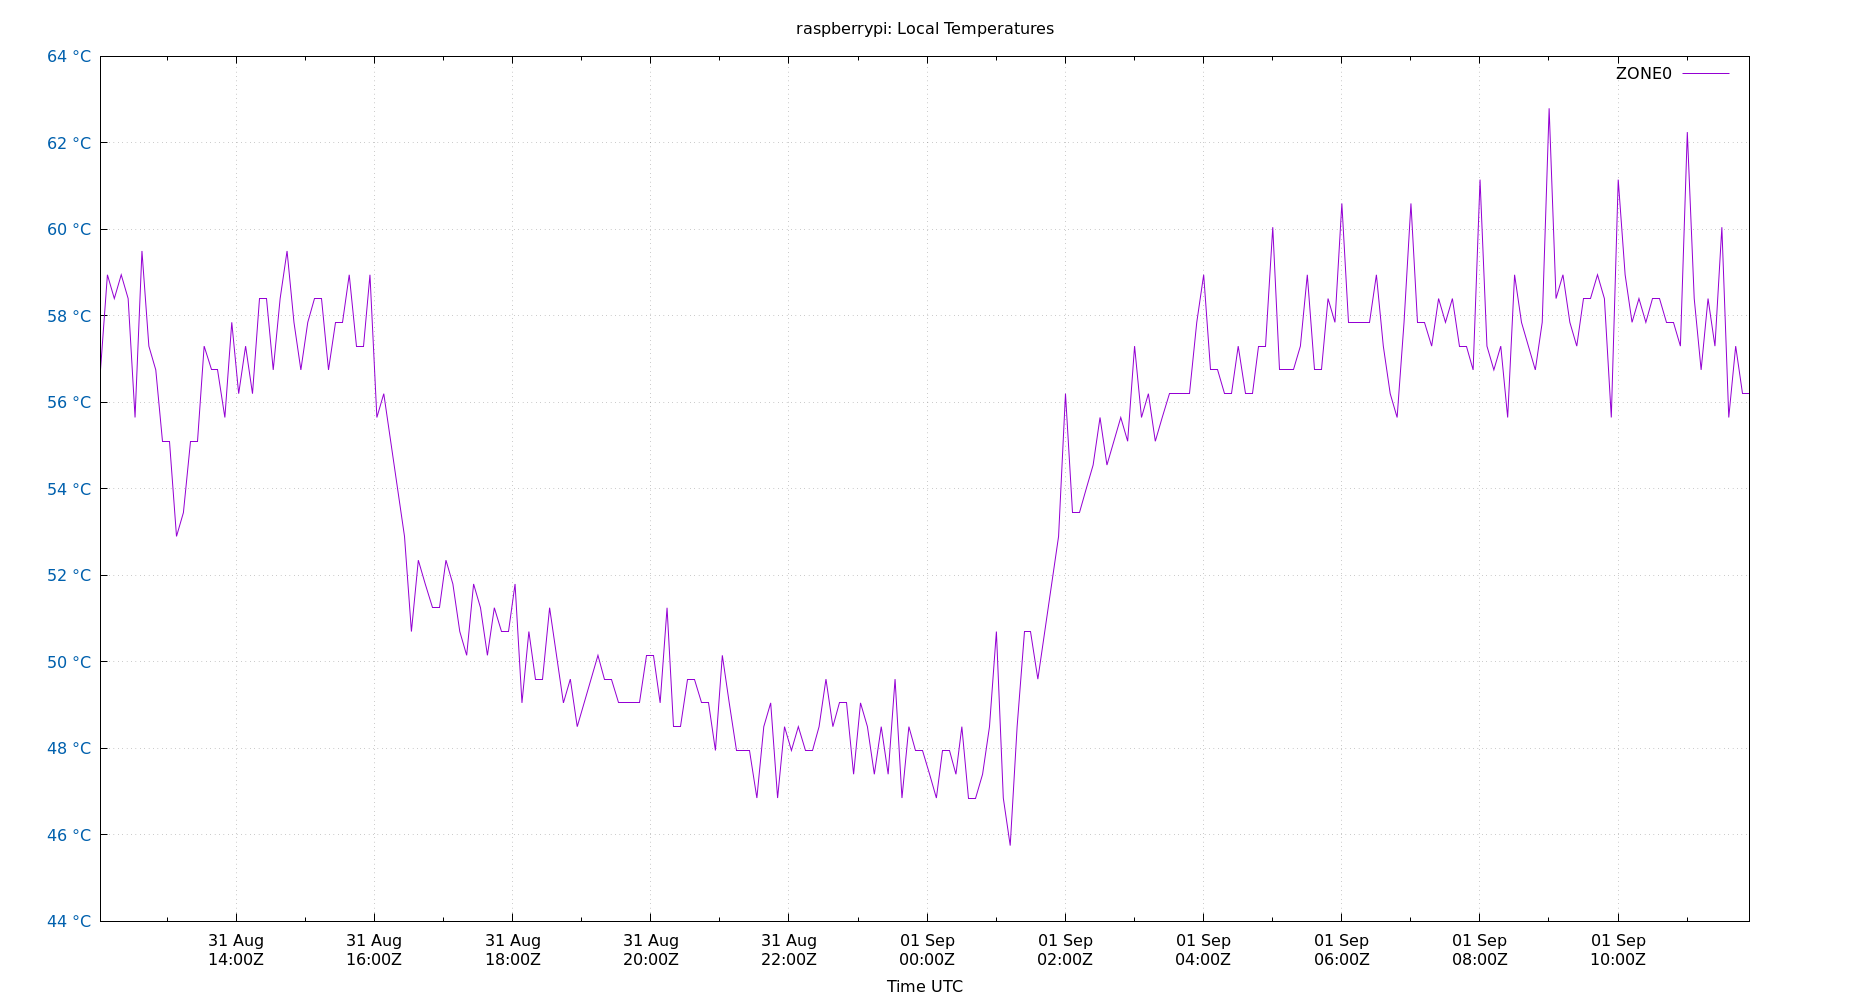 raspberrypi: Local Temperatures
64 °C
ZONE0
62 °C
60 °C
58 °C
56 °C
54 °C
52 °C
50 °C
48 °C
46 °C
44 °C
31 Aug 31 Aug 31 Aug 31 Aug 31 Aug 01 Sep 01 Sep 01 Sep 01 Sep 01 Sep 01 Sep
14:00Z 16:00Z 18:00Z 20:00Z 22:00Z 00:00Z 02:00Z 04:00Z 06:00Z 08:00Z 10:00Z
Time UTC